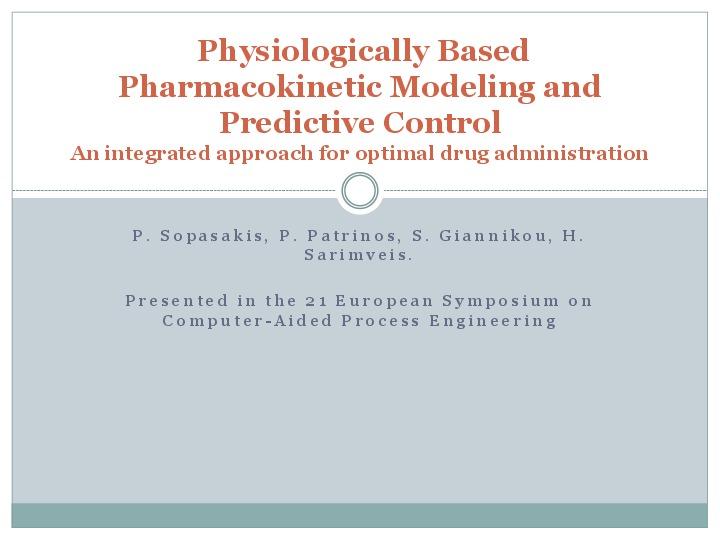 Physiologically Based
Pharmacokinetic Modeling and
Predictive Control
An integrated approach for optimal drug administration
P. Sopasakis, P. Patrinos, S. Giannikou, H.
Sarimveis.
Presented in the 21 European Symposium on
Computer-Aided Process Engineering